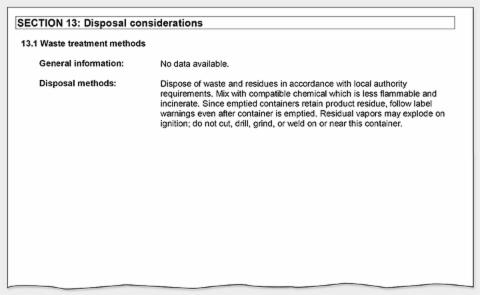 SECTION 13: Disposal considerations
13.1 Waste treatment methods
General information: No data available.
Disposal methods: Dispose of waste and residues in accordance with local authority
requirements. Mix with compatible chemical which is less flammable and
incinerate. Since emptied containers retain product residue, follow label
warnings even after container is emptied. Residual vapors may explode on
ignition; do not cut, drill, grind, or weld on or near this container.